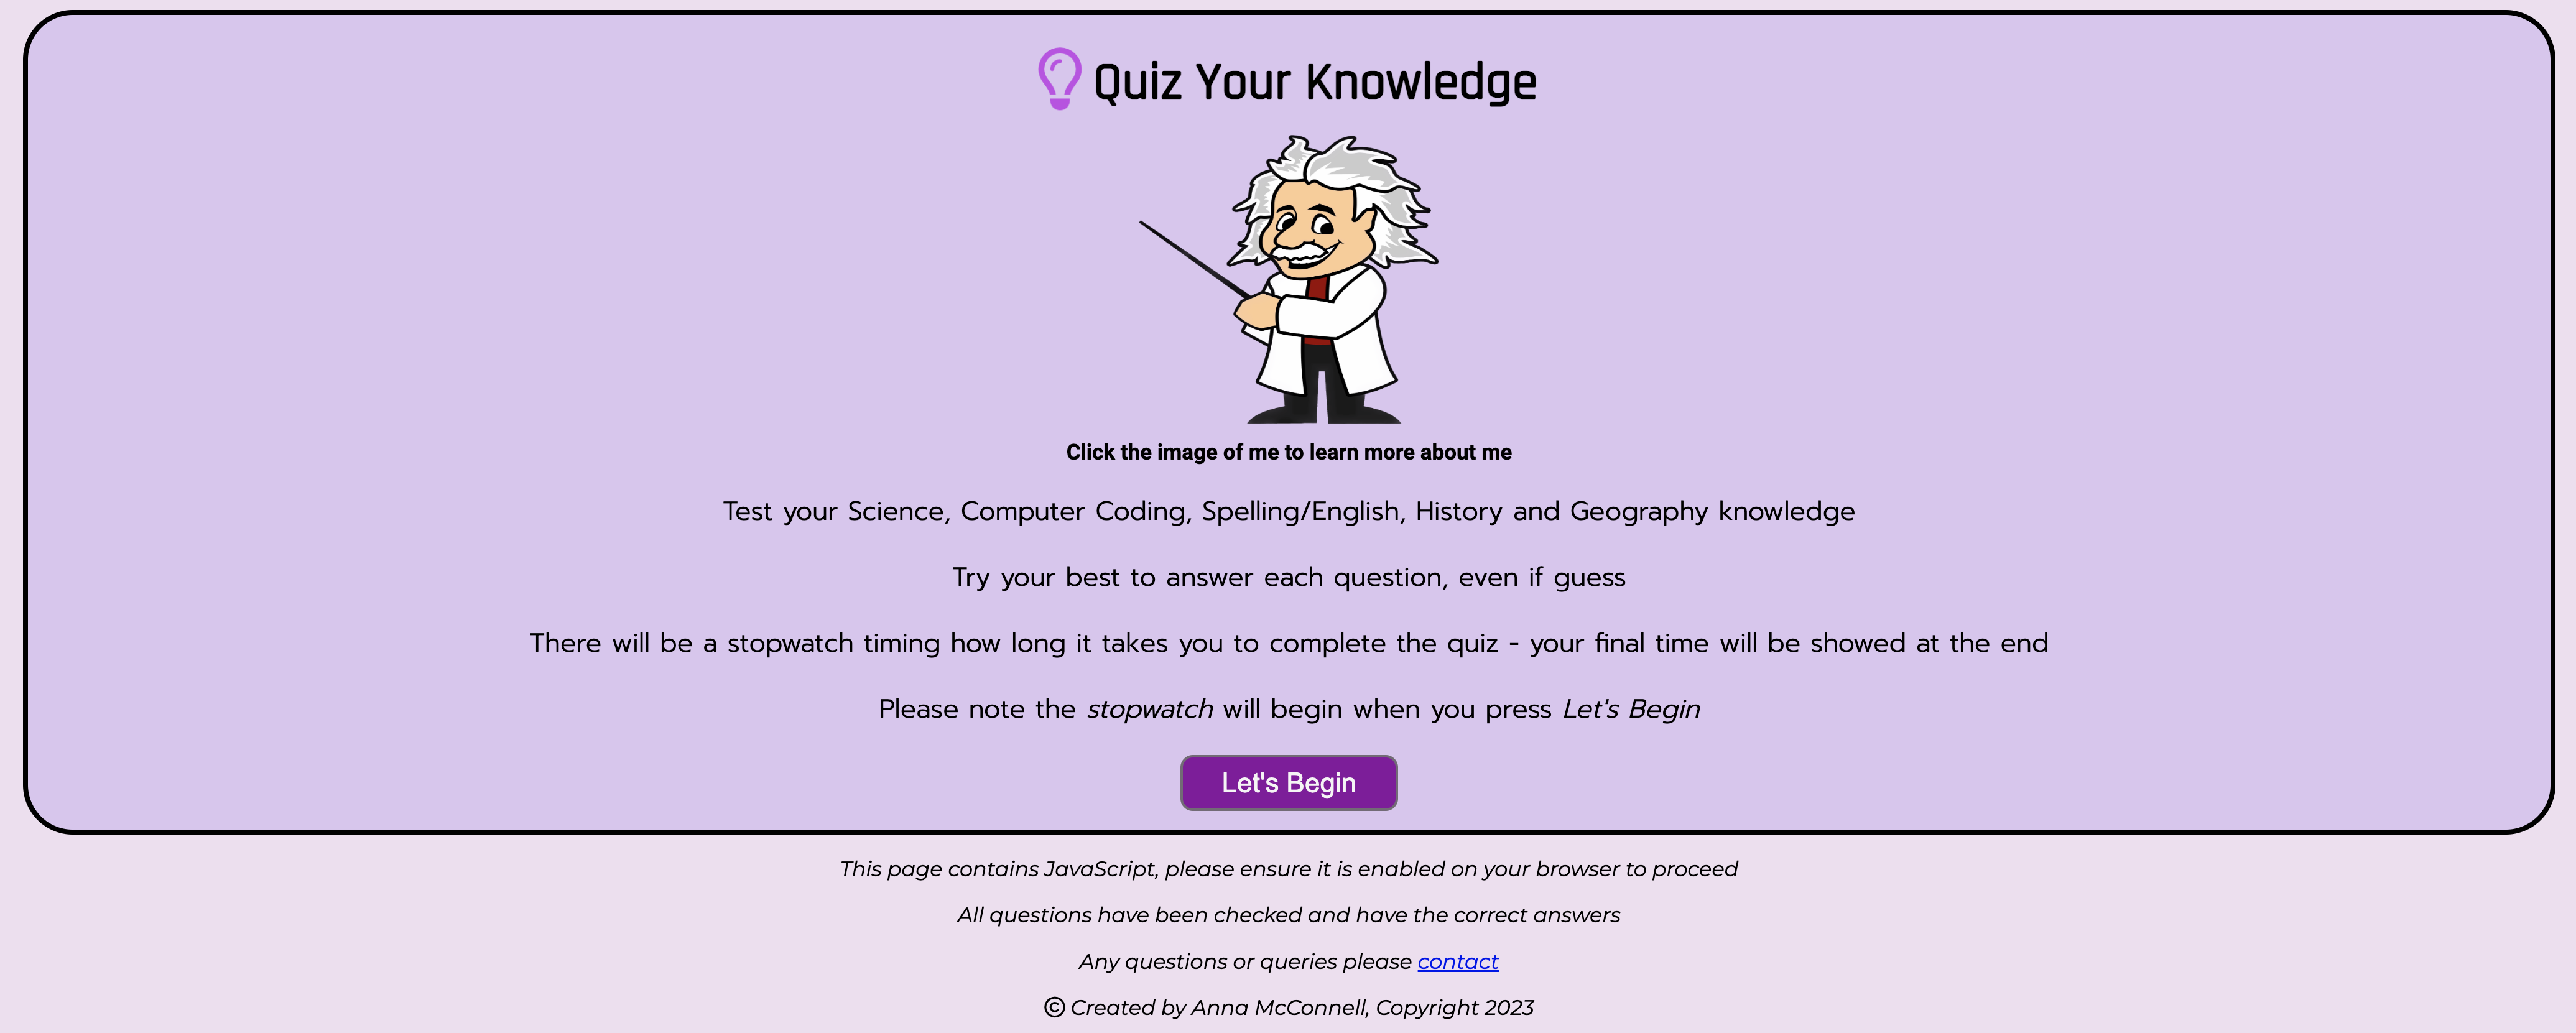 Quiz Your Knowledge
Click the image of me to learn more about me
Test your Science, Computer Coding, Spelling/English, History and Geography knowledge
Try your best to answer each question, even if guess
There will be a stopwatch timing how long it takes you to complete the quiz - your final time will be showed at the end
Please note the stopwatch will begin when you press Let's Begin
Let's Begin
This page contains JavaScript, please ensure it is enabled on your browser to proceed
All questions have been checked and have the correct answers
Any questions or queries please contact
© Created by Anna McConnell, Copyright 2023